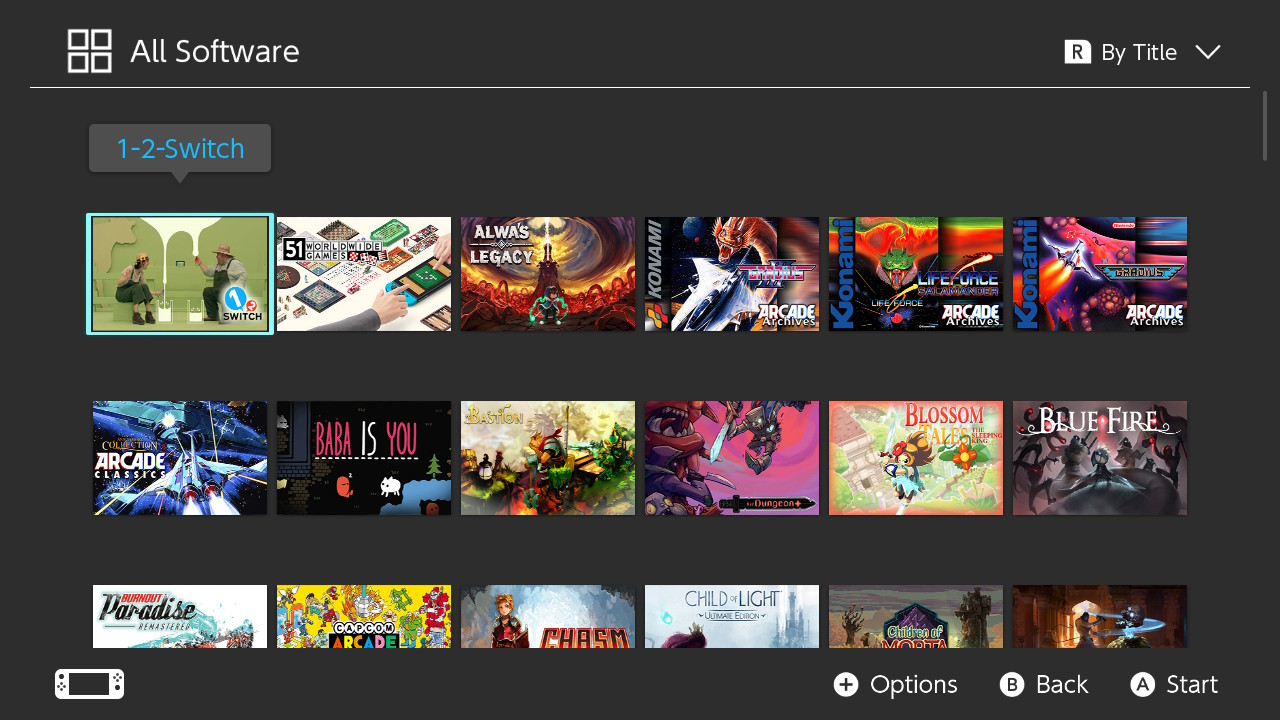 All Software
R By Title
1-2-Switch
1 2
SWITCH
51 WORLDWIDE
GAMES
ALWA'S
LEGACY
KONAMI
GRADIUS
III
ARCADE
Archives
Konami
LIFE FORCE
SALAMANDER
LIFE FORCE
ARCADE
Archives
Konami
Nintendo
GRADIUS
ARCADE
Archives
ANNIVERSARY
COLLECTION
ARCADE
CLASSICS
BABA IS YOU
BASTION
Bit Dungeon+
BLOSSOM
TALES THE
SLEEPING
KING
BLUE FIRE
BURNOUT
Paradise
REMASTERED
CAPCOM
ARCADE
CHASM
CHILD OF LIGHT
ULTIMATE EDITION
Children of
MORTA
+ Options
B Back
A Start